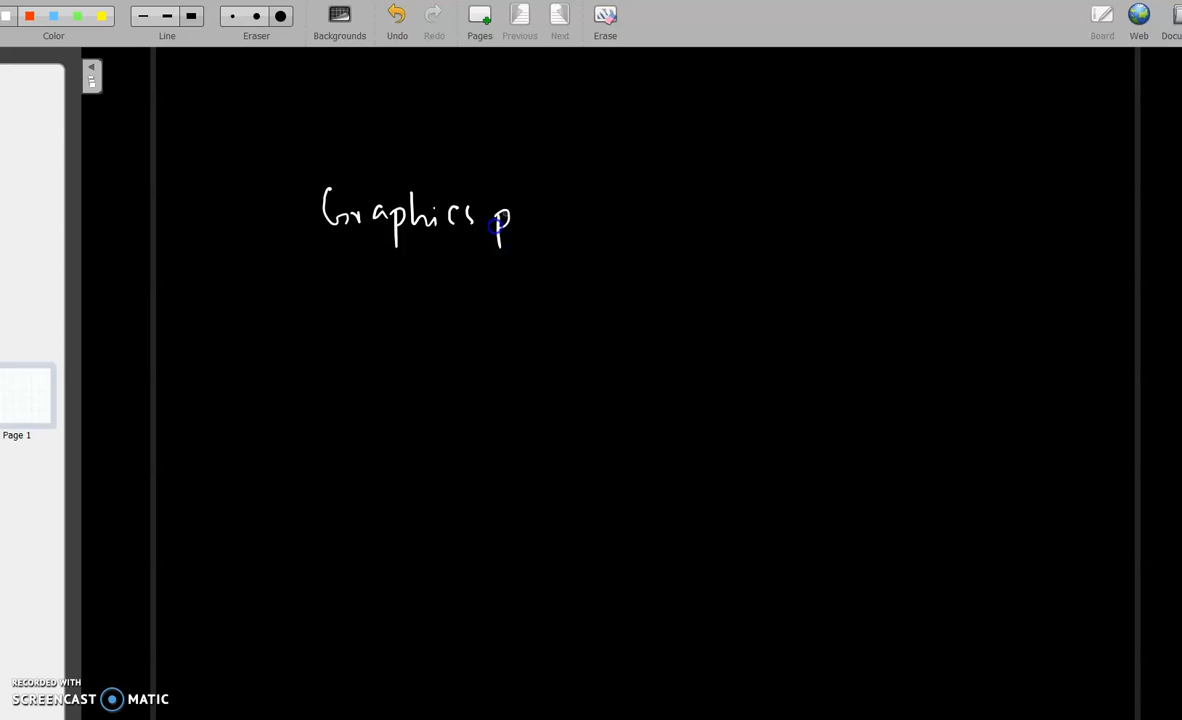 Color
Line
Eraser
Backgrounds
Undo
Redo
Pages
Previous
Next
Erase
Board
Web
Docu
Graphics p
Page 1
RECORDED WITH
SCREENCAST MATIC